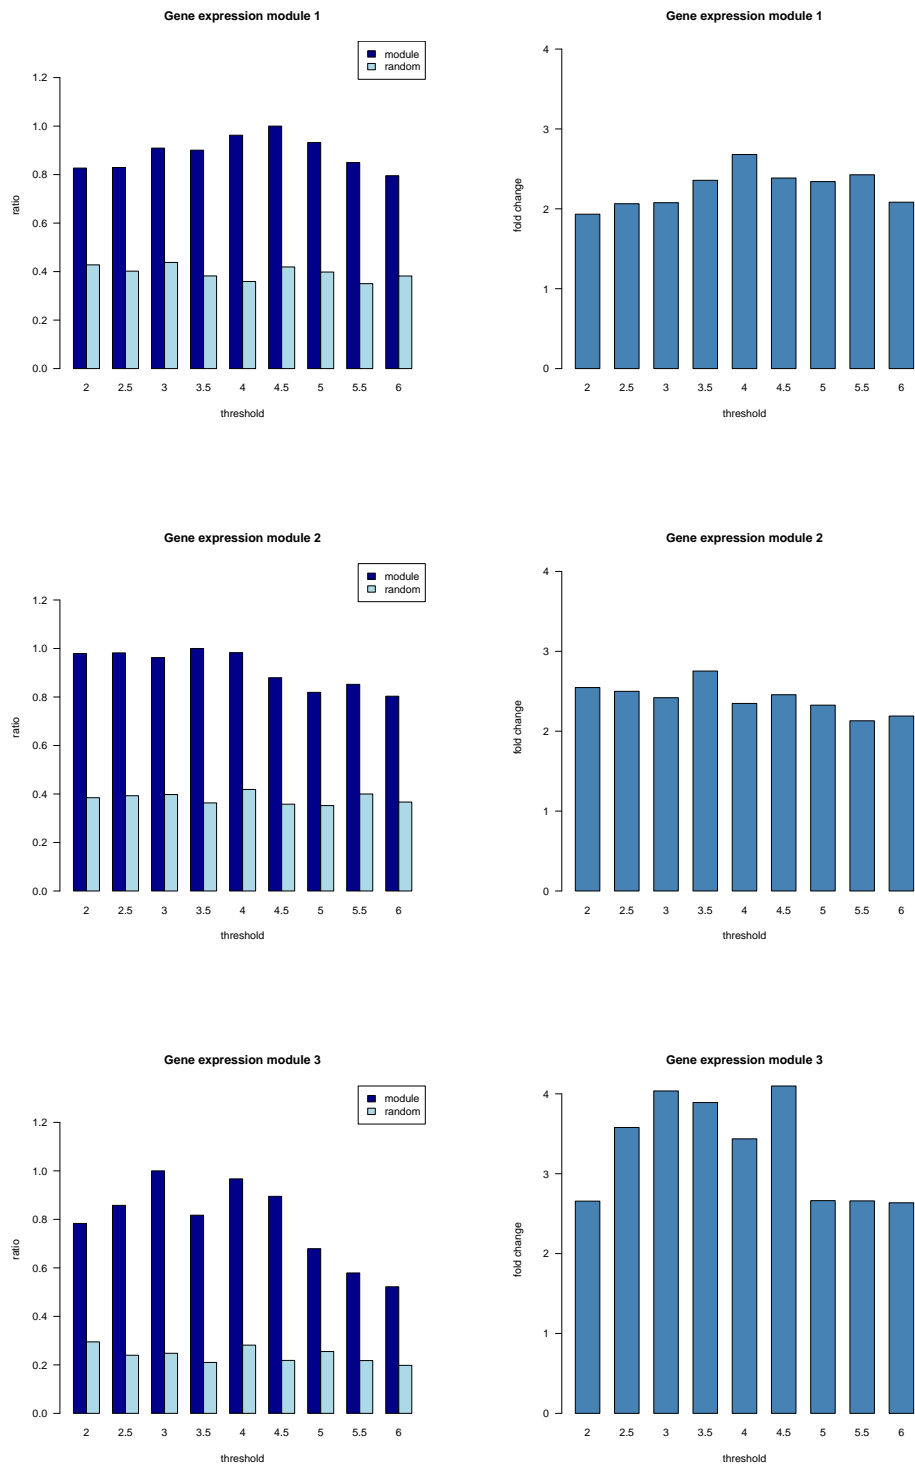 Gene expression module 1
module
random
1.2
1.0
0.8
0.6
0.4
0.2
0.0
ratio
2 2.5 3 3.5 4 4.5 5 5.5 6
threshold
Gene expression module 1
4
3
2
1
0
fold change
2 2.5 3 3.5 4 4.5 5 5.5 6
threshold
Gene expression module 2
module
random
1.2
1.0
0.8
0.6
0.4
0.2
0.0
ratio
2 2.5 3 3.5 4 4.5 5 5.5 6
threshold
Gene expression module 2
4
3
2
1
0
fold change
2 2.5 3 3.5 4 4.5 5 5.5 6
threshold
Gene expression module 3
module
random
1.2
1.0
0.8
0.6
0.4
0.2
0.0
ratio
2 2.5 3 3.5 4 4.5 5 5.5 6
threshold
Gene expression module 3
4
3
2
1
0
fold change
2 2.5 3 3.5 4 4.5 5 5.5 6
threshold